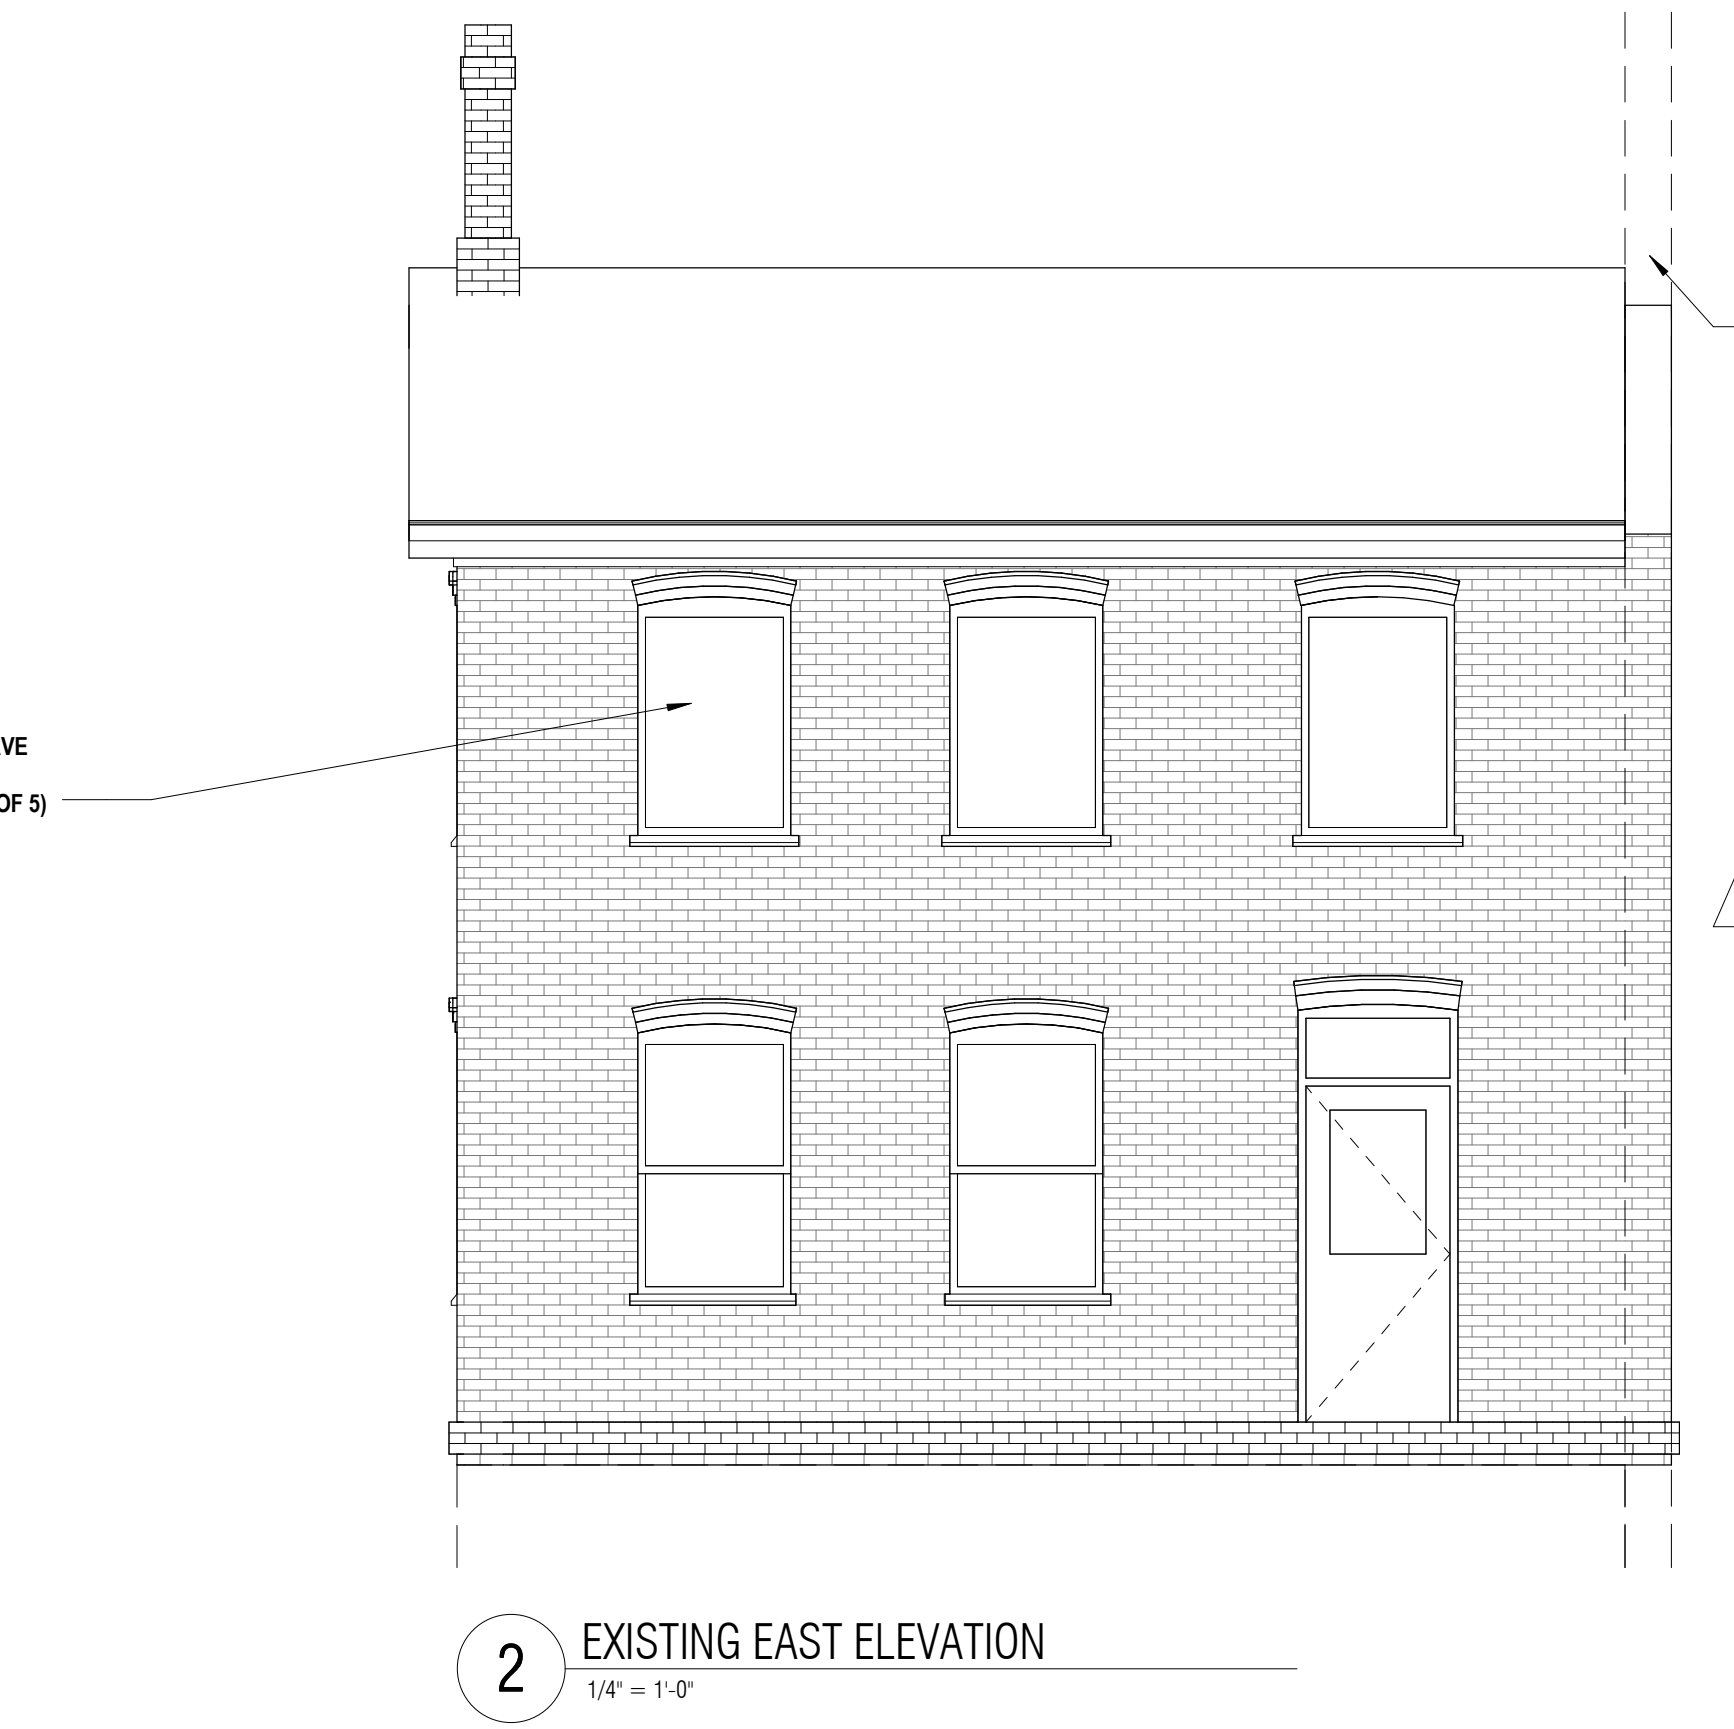 VE
OF 5)
2
EXISTING EAST ELEVATION
1/4" = 1'-0"